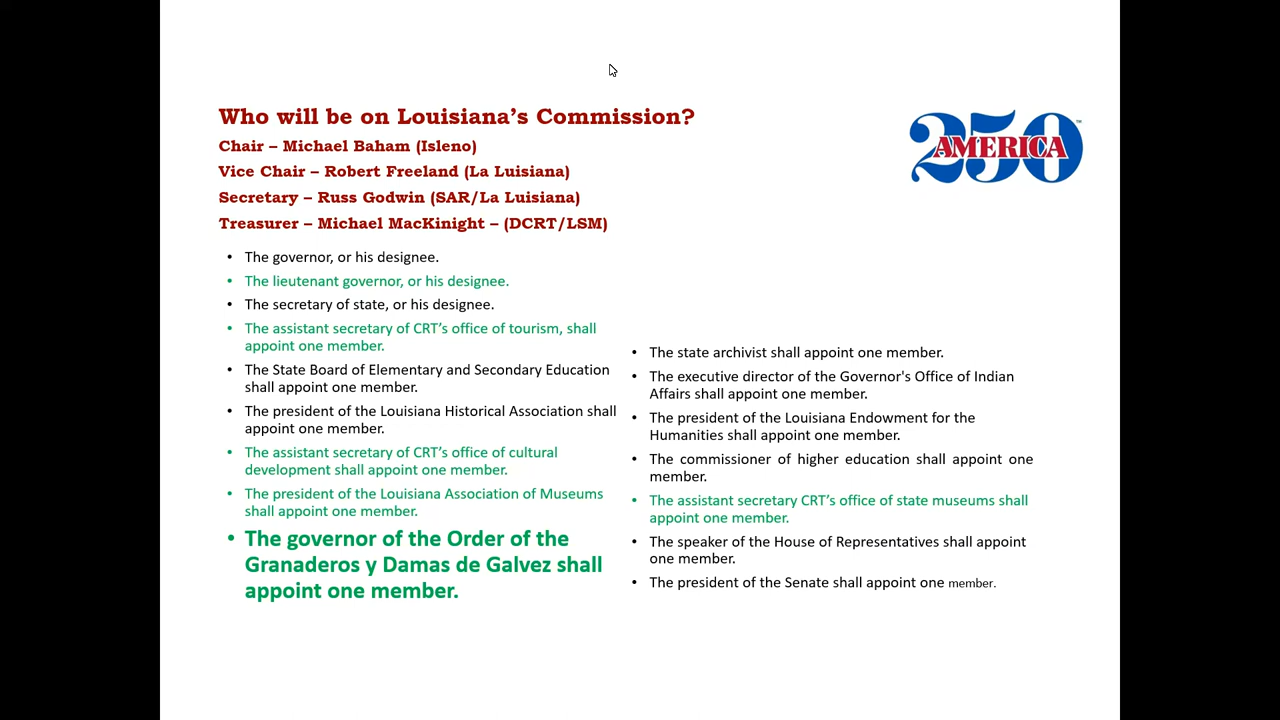 Who will be on Louisiana's Commission?
Chair – Michael Baham (Isleno)
Vice Chair – Robert Freeland (La Luisiana)
Secretary – Russ Godwin (SAR/La Luisiana)
Treasurer – Michael MacKinight – (DCRT/LSM)
250
AMERICA
™
• The governor, or his designee.
• The lieutenant governor, or his designee.
• The secretary of state, or his designee.
• The assistant secretary of CRT's office of tourism, shall
appoint one member.
• The State Board of Elementary and Secondary Education
shall appoint one member.
• The president of the Louisiana Historical Association shall
appoint one member.
• The assistant secretary of CRT's office of cultural
development shall appoint one member.
• The president of the Louisiana Association of Museums
shall appoint one member.
• The governor of the Order of the
Granaderos y Damas de Galvez shall
appoint one member.
• The state archivist shall appoint one member.
• The executive director of the Governor's Office of Indian
Affairs shall appoint one member.
• The president of the Louisiana Endowment for the
Humanities shall appoint one member.
• The commissioner of higher education shall appoint one
member.
• The assistant secretary CRT's office of state museums shall
appoint one member.
• The speaker of the House of Representatives shall appoint
one member.
• The president of the Senate shall appoint one member.